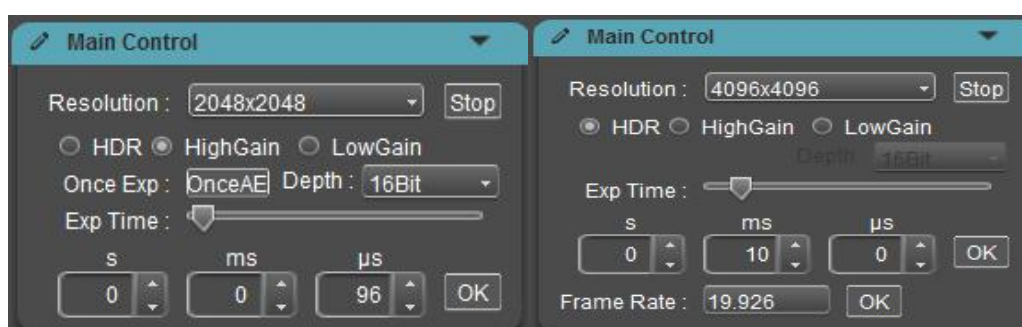 Main Control
Resolution : 2048x2048 Stop
HDR HighGain LowGain
Once Exp : OnceAE Depth : 16Bit
Exp Time :
s ms µs
0 0 96 OK
Main Control
Resolution : 4096x4096 Stop
HDR HighGain LowGain
Depth : 16Bit
Exp Time :
s ms µs
0 10 0 OK
Frame Rate : 19.926 OK